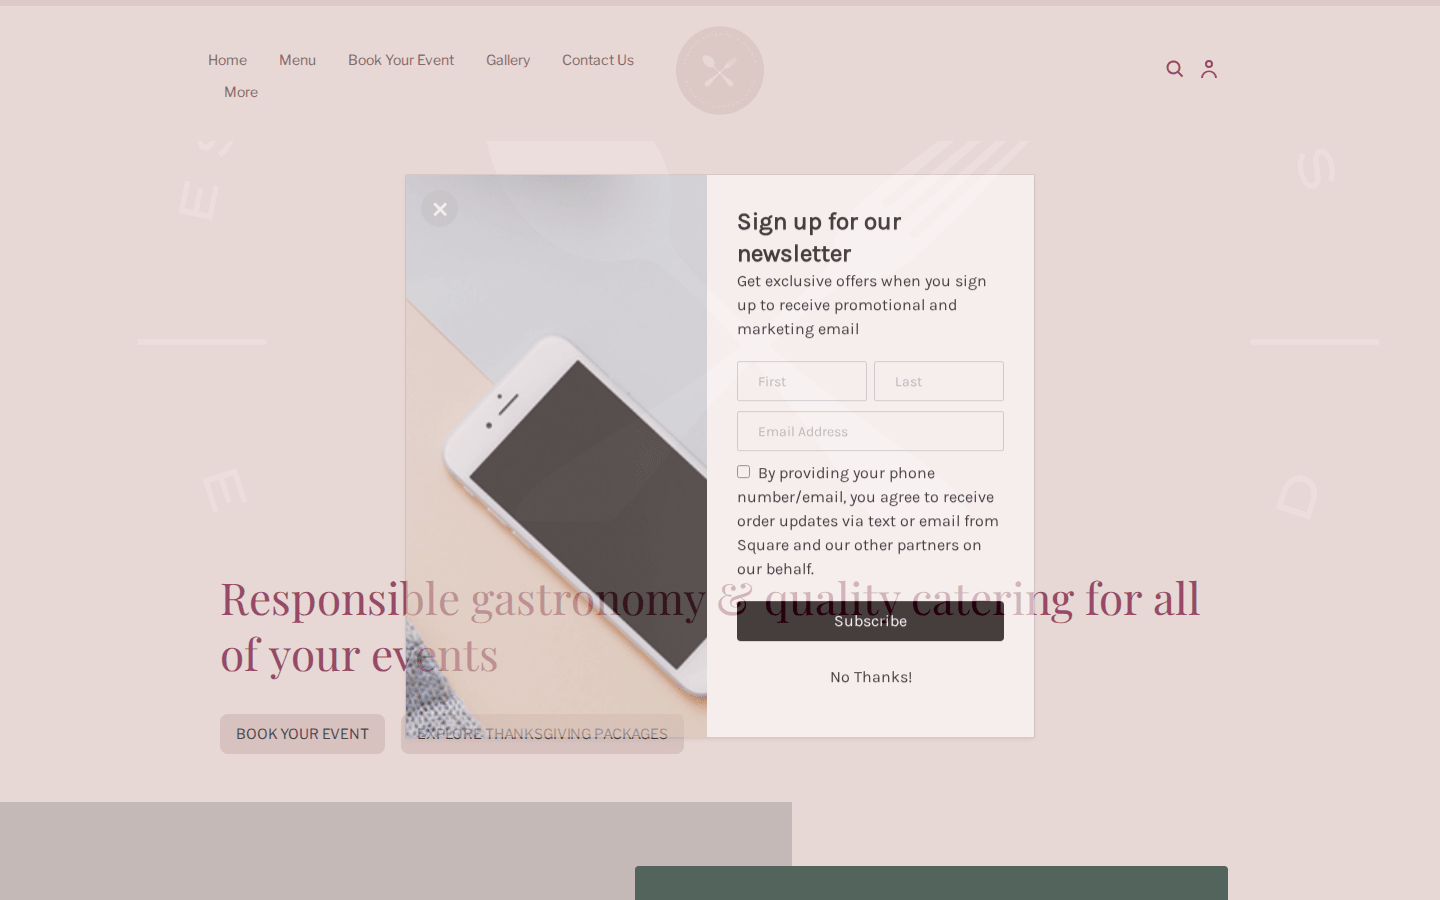 Home Menu Book Your Event Gallery Contact Us
More
E S
S
E
D
Sign up for our
newsletter
Get exclusive offers when you sign
up to receive promotional and
marketing email
First Last
Email Address
By providing your phone
number/email, you agree to receive
order updates via text or email from
Square and our other partners on
our behalf.
Subscribe
No Thanks!
Responsible gastronomy & quality catering for all
of your events
BOOK YOUR EVENT EXPLORE THANKSGIVING PACKAGES